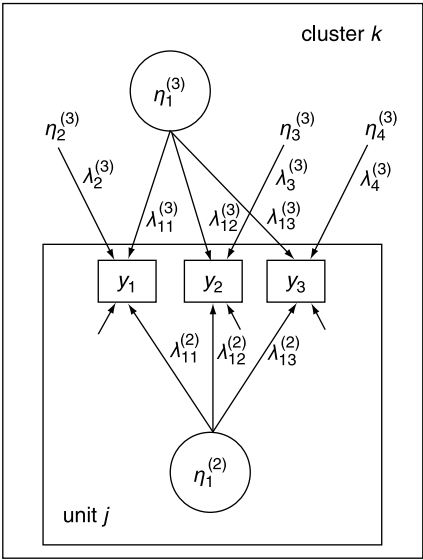 cluster k
η₁⁽³⁾
η₂⁽³⁾ η₃⁽³⁾ η₄⁽³⁾
λ₂⁽³⁾ λ₃⁽³⁾ λ₄⁽³⁾
λ₁₁⁽³⁾ λ₁₂⁽³⁾ λ₁₃⁽³⁾
y₁ y₂ y₃
λ₁₁⁽²⁾ λ₁₂⁽²⁾ λ₁₃⁽²⁾
η₁⁽²⁾
unit j